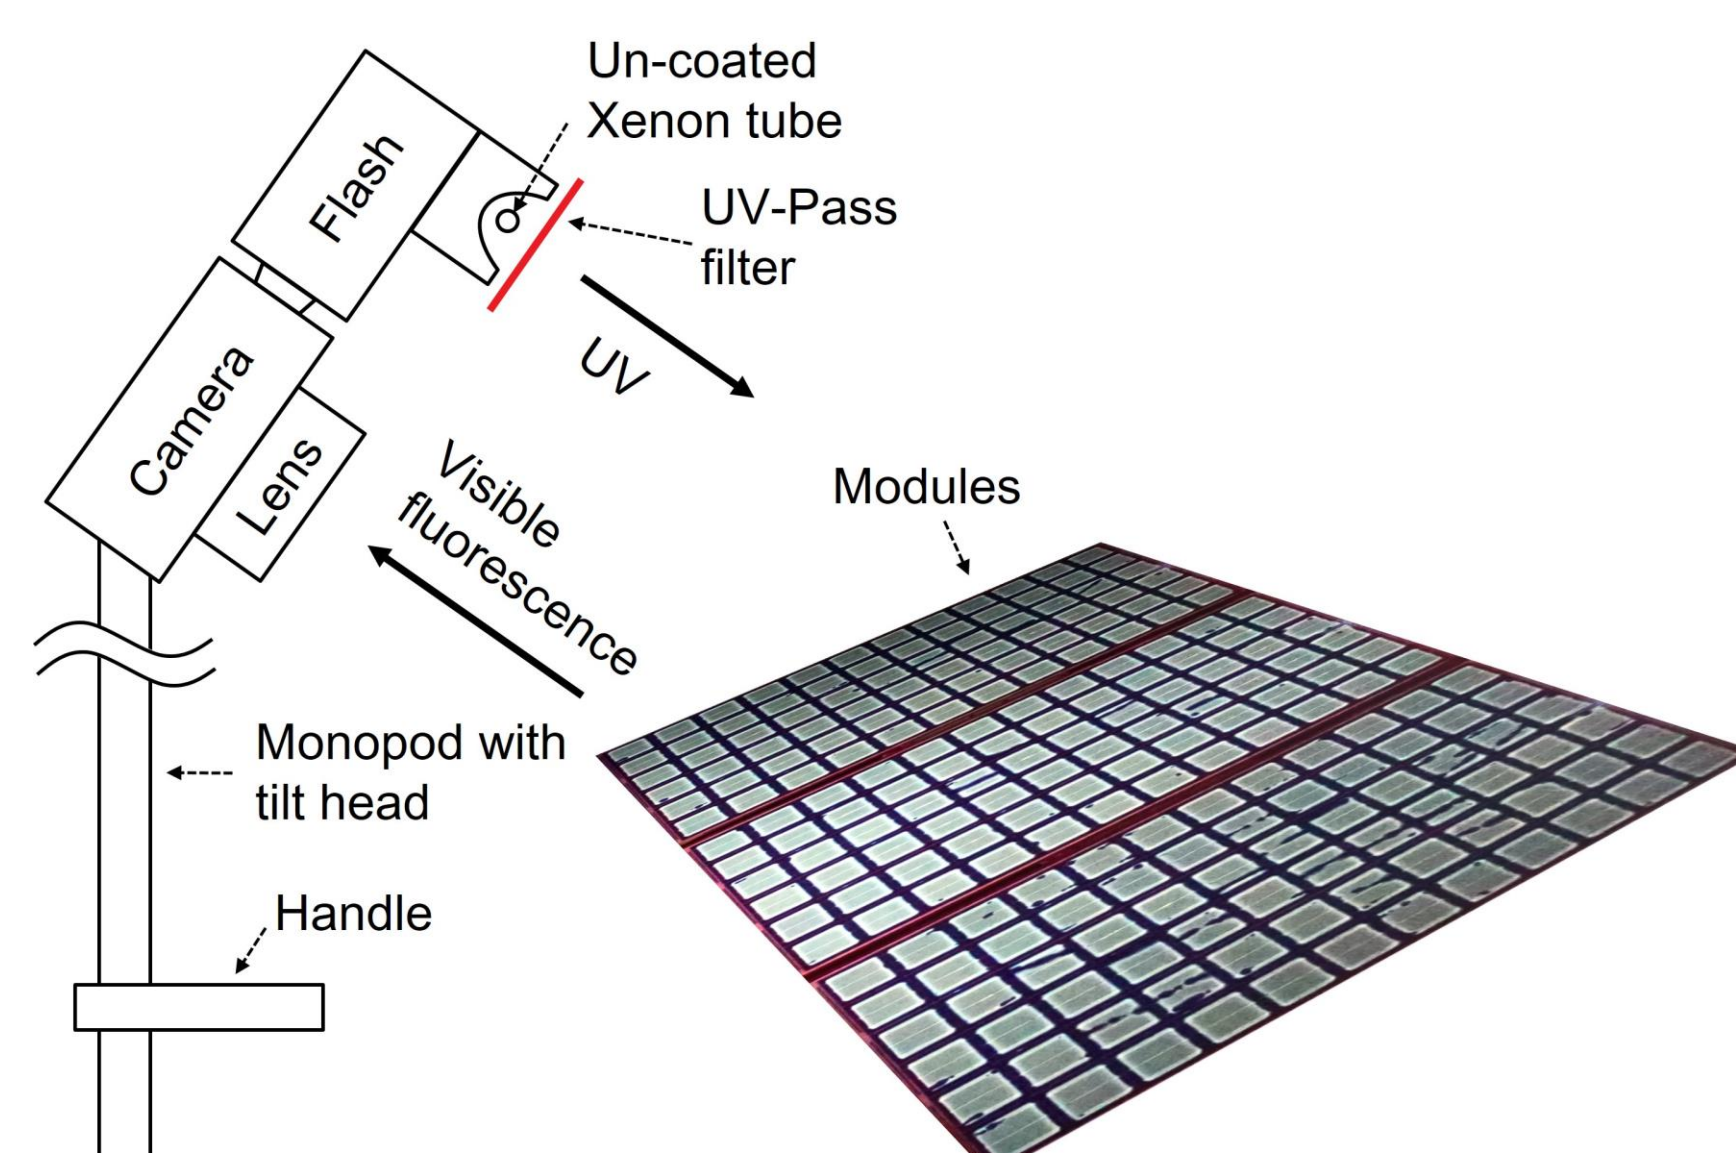 Un-coated
Xenon tube
Flash
UV-Pass
filter
UV
Camera
Lens
Visible
fluorescence
Modules
Monopod with
tilt head
Handle